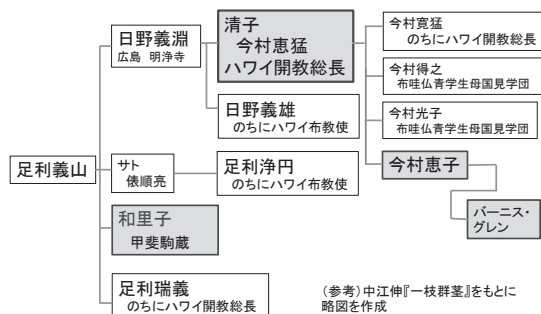 日野義淵
広島 明浄寺
清子
今村恵猛
ハワイ開教総長
今村寛猛
のちにハワイ開教総長
今村得之
布哇仏青学生母国見学団
日野義雄
のちにハワイ布教使
今村光子
布哇仏青学生母国見学団
足利義山
サト
俵順亮
足利浄円
のちにハワイ布教使
今村恵子
和里子
甲斐駒蔵
バーニス・
グレン
足利瑞義
のちにハワイ開教総長
(参考)中江伸『一枝群茎』をもとに
略図を作成